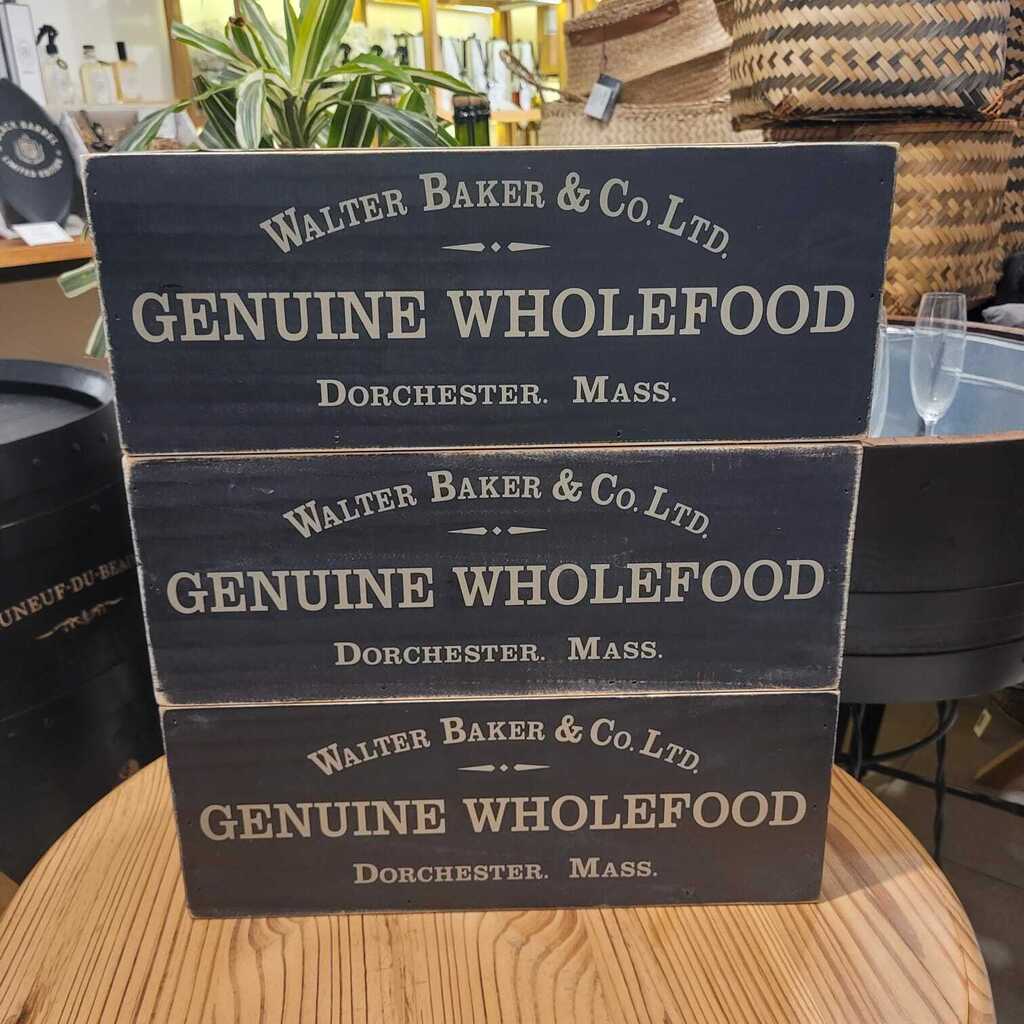 WALTER BAKER & CO. LTD.
GENUINE WHOLEFOOD
DORCHESTER. MASS.
WALTER BAKER & CO. LTD.
GENUINE WHOLEFOOD
DORCHESTER. MASS.
WALTER BAKER & CO. LTD.
GENUINE WHOLEFOOD
DORCHESTER. MASS.